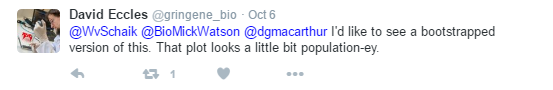 David Eccles @gringene_bio · Oct 6
@WvSchaik @BioMickWatson @dgmacarthur I'd like to see a bootstrapped
version of this. That plot looks a little bit population-ey.
1